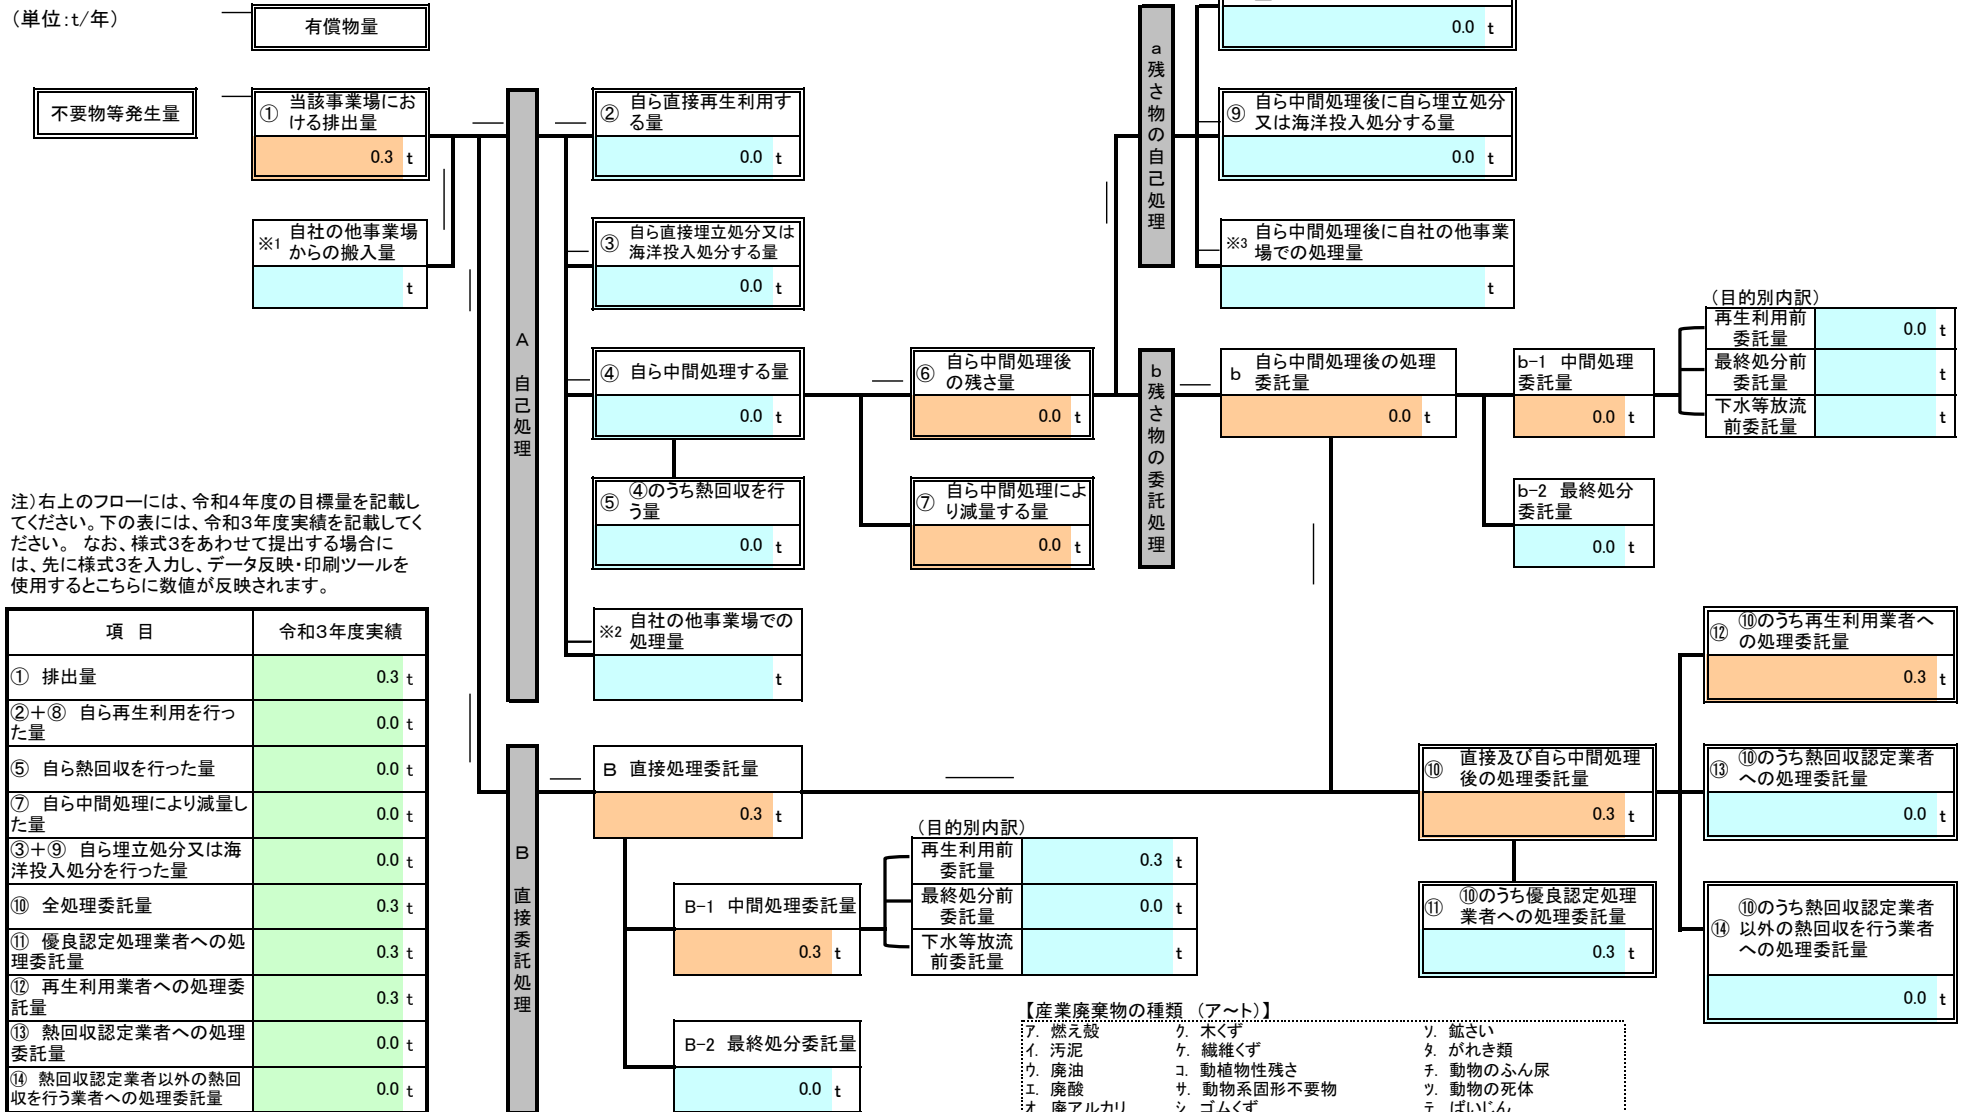 (単位:t/年)
有償物量
0.0 t
不要物等発生量
① 当該事業場にお
ける排出量
0.3 t
※1 自社の他事業場
からの搬入量
t
A 自己処理
② 自ら直接再生利用す
る量
0.0 t
③ 自ら直接埋立処分又は
海洋投入処分する量
0.0 t
④ 自ら中間処理する量
0.0 t
⑤ ④のうち熱回収を行
う量
0.0 t
※2 自社の他事業場での
処理量
t
⑥ 自ら中間処理後
の残さ量
0.0 t
⑦ 自ら中間処理によ
り減量する量
0.0 t
a 残さ物の自己処理
⑨ 自ら中間処理後に自ら埋立処分
又は海洋投入処分する量
0.0 t
※3 自ら中間処理後に自社の他事業
場での処理量
t
b 残さ物の委託処理
b 自ら中間処理後の処理
委託量
0.0 t
b-1 中間処理
委託量
0.0 t
b-2 最終処分
委託量
0.0 t
(目的別内訳)
再生利用前
委託量
0.0 t
最終処分前
委託量
t
下水等放流
前委託量
t
注)右上のフローには、令和4年度の目標量を記載し
てください。下の表には、令和3年度実績を記載してく
ださい。 なお、様式3をあわせて提出する場合に
は、先に様式3を入力し、データ反映・印刷ツールを
使用するとこちらに数値が反映されます。
項 目 令和3年度実績
① 排出量 0.3 t
②+⑧ 自ら再生利用を行っ
た量 0.0 t
⑤ 自ら熱回収を行った量 0.0 t
⑦ 自ら中間処理により減量し
た量 0.0 t
③+⑨ 自ら埋立処分又は海
洋投入処分を行った量 0.0 t
⑩ 全処理委託量 0.3 t
⑪ 優良認定処理業者への処
理委託量 0.3 t
⑫ 再生利用業者への処理委
託量 0.3 t
⑬ 熱回収認定業者への処理
委託量 0.0 t
⑭ 熱回収認定業者以外の熱回
収を行う業者への処理委託量 0.0 t
B 直接委託処理
B 直接処理委託量
0.3 t
B-1 中間処理委託量
0.3 t
B-2 最終処分委託量
0.0 t
(目的別内訳)
再生利用前
委託量
0.3 t
最終処分前
委託量
0.0 t
下水等放流
前委託量
t
⑩ 直接及び自ら中間処理
後の処理委託量
0.3 t
⑪ ⑩のうち優良認定処理
業者への処理委託量
0.3 t
⑫ ⑩のうち再生利用業者へ
の処理委託量
0.3 t
⑬ ⑩のうち熱回収認定業者
への処理委託量
0.0 t
⑭ ⑩のうち熱回収認定業者
以外の熱回収を行う業者
への処理委託量
0.0 t
【産業廃棄物の種類 (ア~ト)】
ア. 燃え殻 ク. 木くず ソ. 鉱さい
イ. 汚泥 ケ. 繊維くず タ. がれき類
ウ. 廃油 コ. 動植物性残さ チ. 動物のふん尿
エ. 廃酸 サ. 動物系固形不要物 ツ. 動物の死体
オ. 廃アルカリ シ. ゴムくず テ. ばいじん